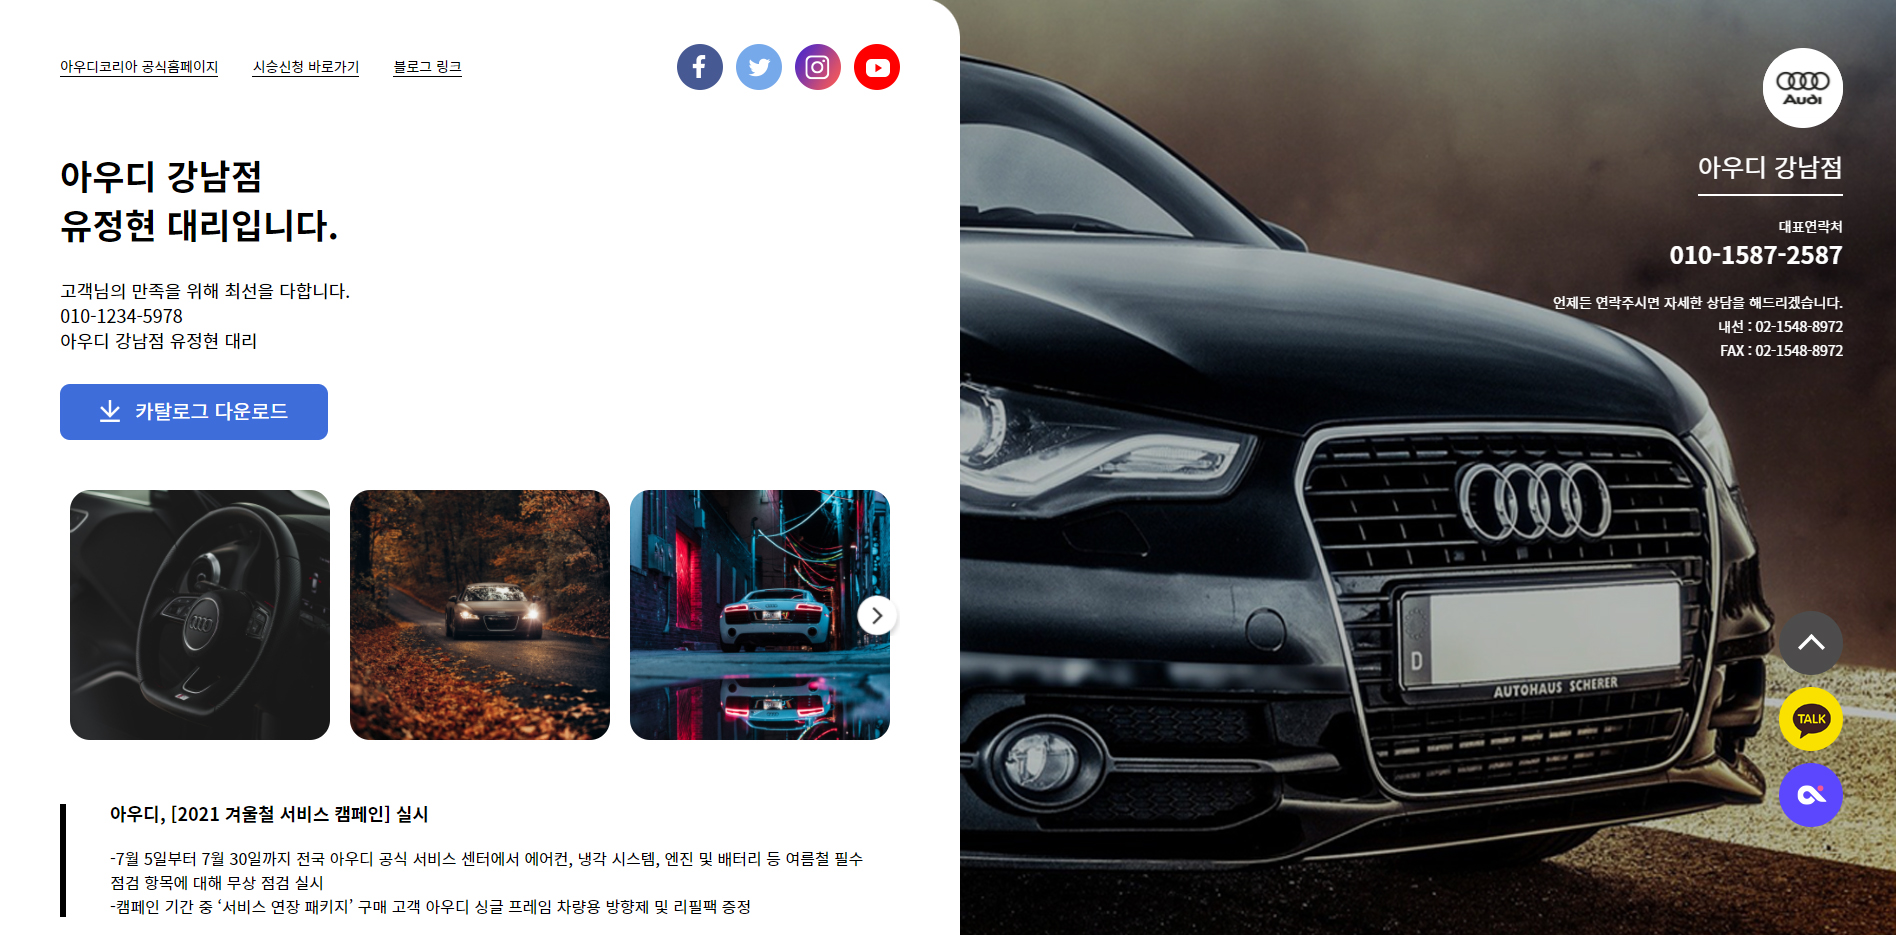 아우디코리아 공식홈페이지 시승신청 바로가기 블로그 링크
아우디 강남점
유정현 대리입니다.
고객님의 만족을 위해 최선을 다합니다.
010-1234-5978
아우디 강남점 유정현 대리
카탈로그 다운로드
아우디, [2021 겨울철 서비스 캠페인] 실시
-7월 5일부터 7월 30일까지 전국 아우디 공식 서비스 센터에서 에어컨, 냉각 시스템, 엔진 및 배터리 등 여름철 필수
점검 항목에 대해 무상 점검 실시
-캠페인 기간 중 ‘서비스 연장 패키지’ 구매 고객 아우디 싱글 프레임 차량용 방향제 및 리필팩 증정
Audi
아우디 강남점
대표연락처
010-1587-2587
언제든 연락주시면 자세한 상담을 해드리겠습니다.
내선 : 02-1548-8972
FAX : 02-1548-8972
D
AUTOHAUS SCHERER
TALK